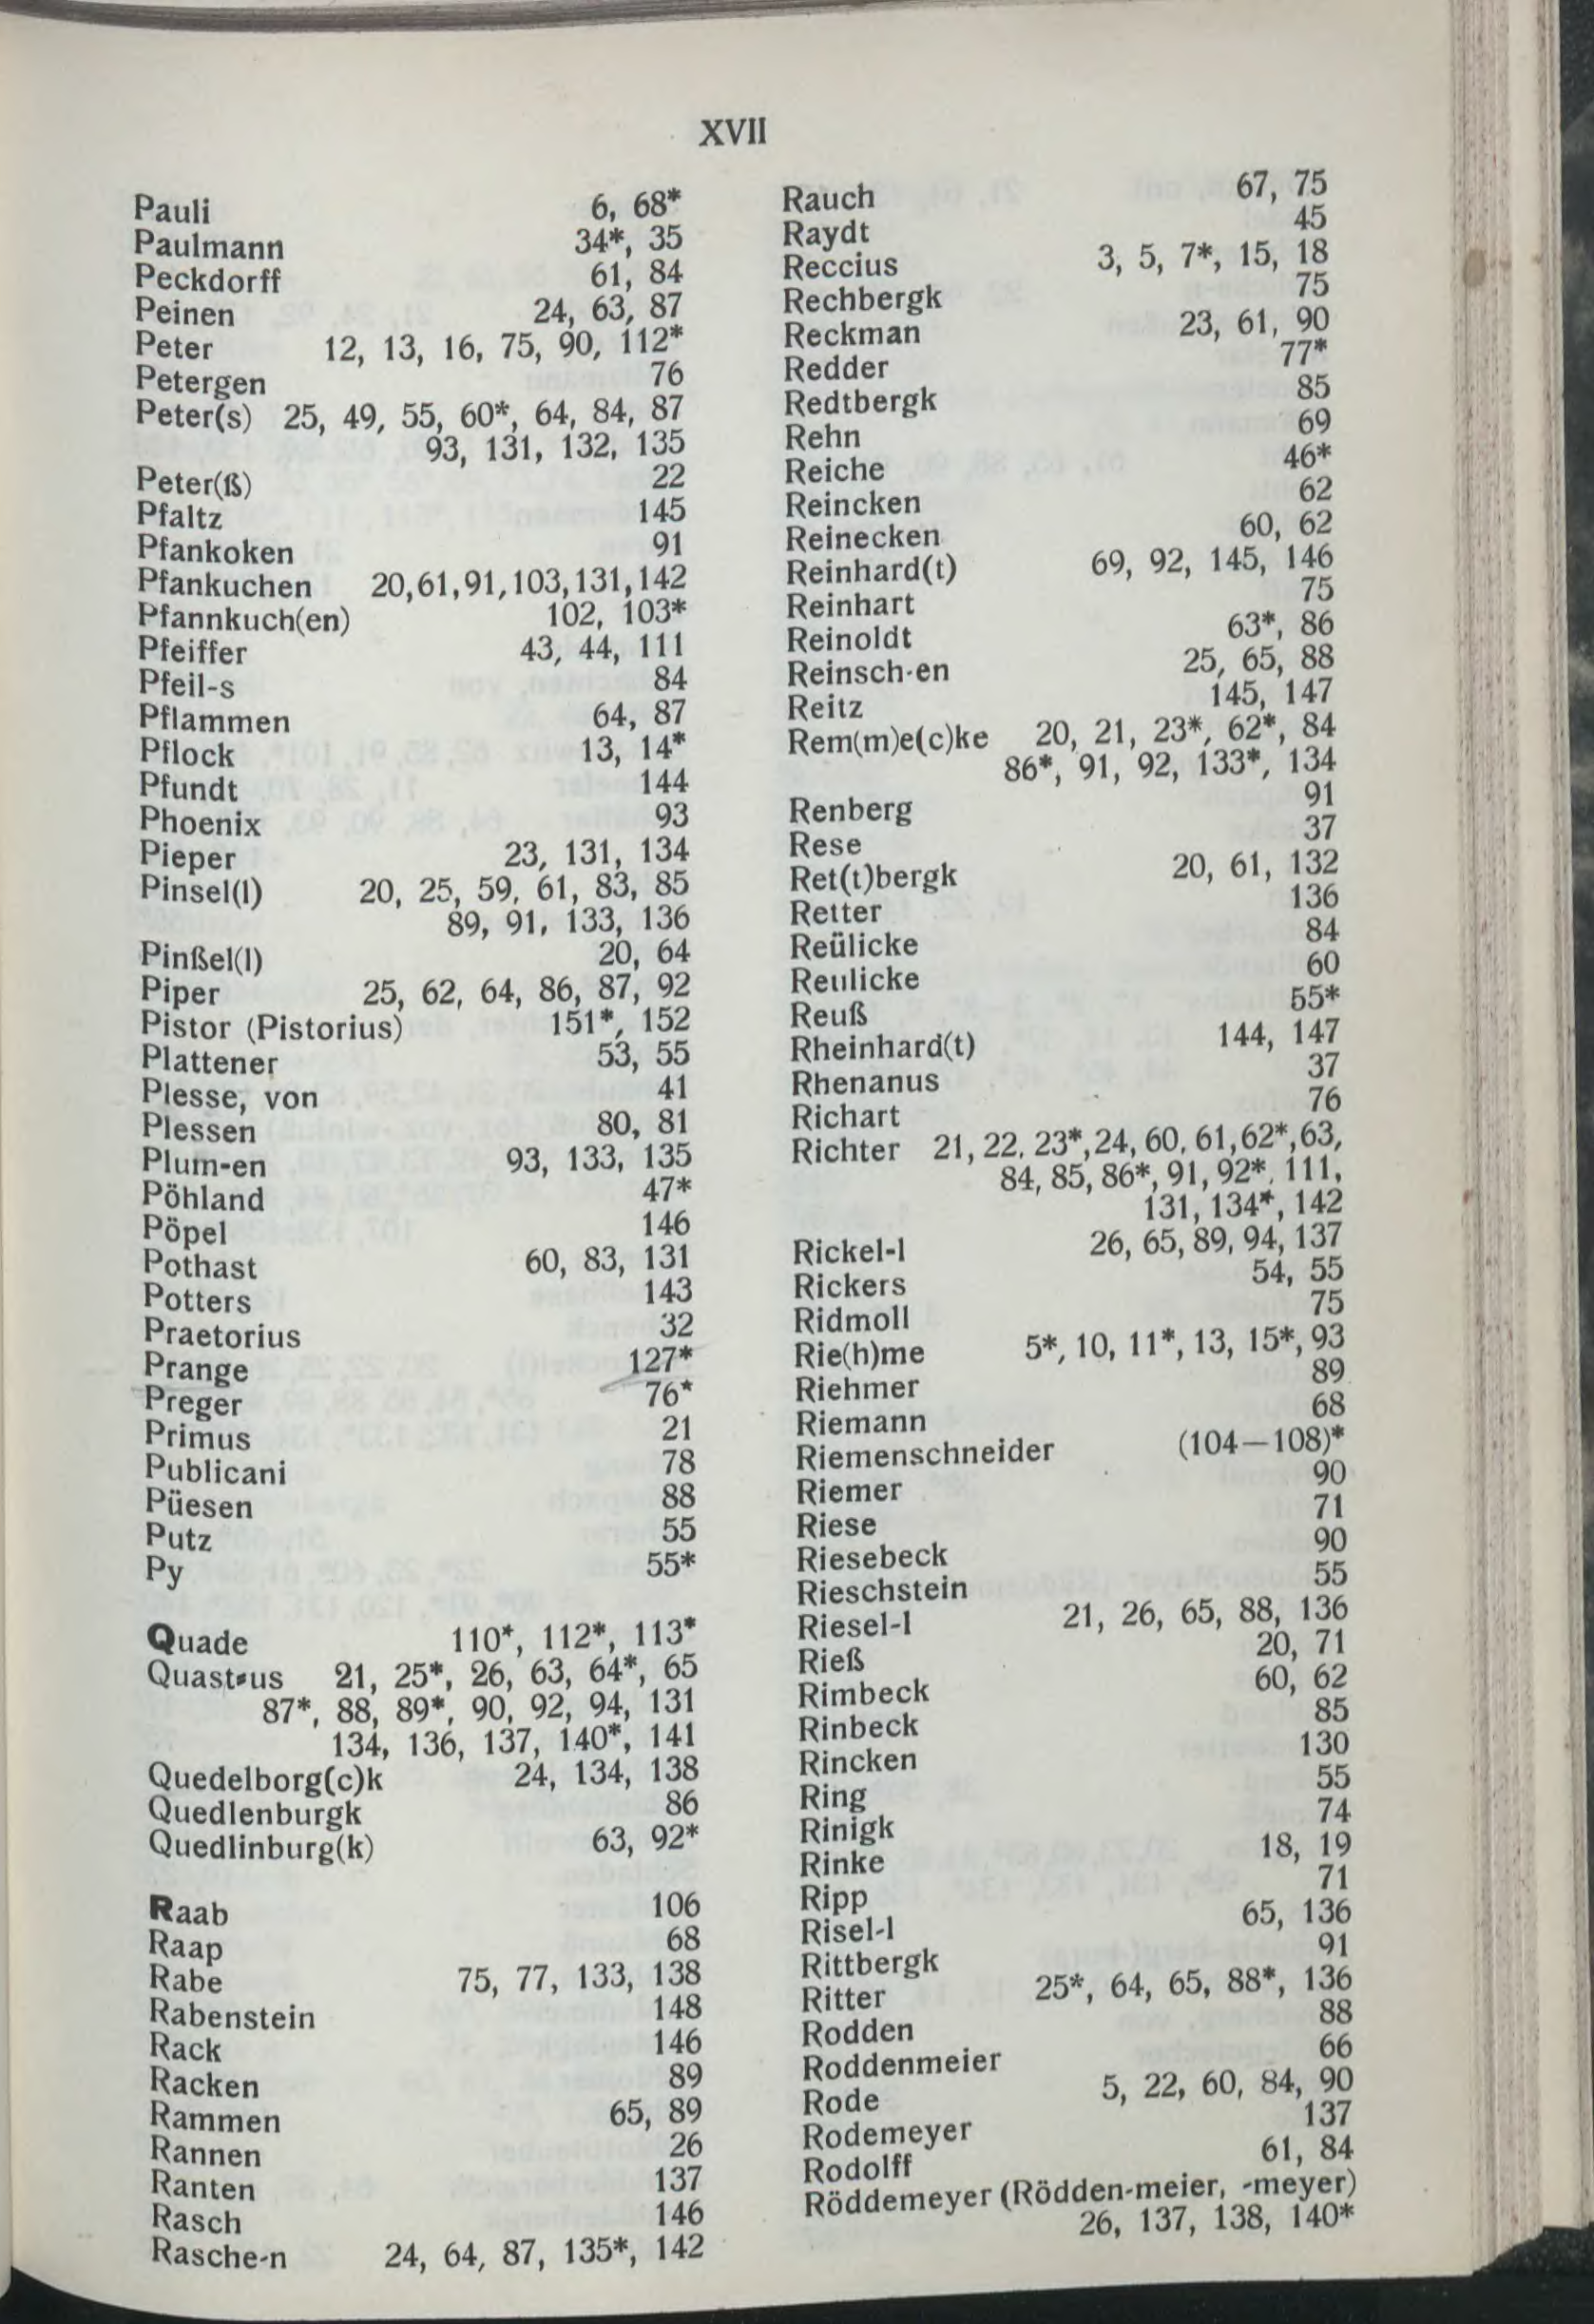 XVII
Pauli 6, 68*
Paulmann 34*, 35
Peckdorff 61, 84
Peinen 24, 63, 87
Peter 12, 13, 16, 75, 90, 112*
Petergen 76
Peter(s) 25, 49, 55, 60*, 64, 84, 87
93, 131, 132, 135
Peter(ß) 22
Pfaltz 145
Pfankoken 91
Pfankuchen 20,61,91,103,131,142
Pfannkuch(en) 102, 103*
Pfeiffer 43, 44, 111
Pfeil-s 84
Pflammen 64, 87
Pflock 13, 14*
Pfundt 144
Phoenix 93
Pieper 23, 131, 134
Pinsel(l) 20, 25, 59, 61, 83, 85
89, 91, 133, 136
Pinßel(l) 20, 64
Piper 25, 62, 64, 86, 87, 92
Pistor (Pistorius) 151*, 152
Plattener 53, 55
Plesse, von 41
Plessen 80, 81
Plum-en 93, 133, 135
Pöhland 47*
Pöpel 146
Pothast 60, 83, 131
Potters 143
Praetorius 32
Prange 127*
Preger 76*
Primus 21
Publicani 78
Püesen 88
Putz 55
Py 55*
Quade 110*, 112*, 113*
Quast-us 21, 25*, 26, 63, 64*, 65
87*, 88, 89*, 90, 92, 94, 131
134, 136, 137, 140*, 141
Quedelborg(c)k 24, 134, 138
Quedlenburgk 86
Quedlinburg(k) 63, 92*
Raab 106
Raap 68
Rabe 75, 77, 133, 138
Rabenstein 148
Rack 146
Racken 89
Rammen 65, 89
Rannen 26
Ranten 137
Rasch 146
Rasche-n 24, 64, 87, 135*, 142
Rauch 67, 75
Raydt 45
Reccius 3, 5, 7*, 15, 18
Rechbergk 75
Reckman 23, 61, 90
Redder 77*
Redtbergk 85
Rehn 69
Reiche 46*
Reincken 62
Reinecken 60, 62
Reinhard(t) 69, 92, 145, 146
Reinhart 75
Reinoldt 63*, 86
Reinsch-en 25, 65, 88
Reitz 145, 147
Rem(m)e(c)ke 20, 21, 23*, 62*, 84
86*, 91, 92, 133*, 134
Renberg 91
Rese 37
Ret(t)bergk 20, 61, 132
Retter 136
Reülicke 84
Reulicke 60
Reuß 55*
Rheinhard(t) 144, 147
Rhenanus 37
Richart 76
Richter 21, 22, 23*,24, 60, 61,62*,63,
84, 85, 86*, 91, 92*, 111,
131, 134*, 142
Rickel-l 26, 65, 89, 94, 137
Rickers 54, 55
Ridmoll 75
Rie(h)me 5*, 10, 11*, 13, 15*, 93
Riehmer 89
Riemann 68
Riemenschneider (104—108)*
Riemer 90
Riese 71
Riesebeck 90
Rieschstein 55
Riesel-l 21, 26, 65, 88, 136
Rieß 20, 71
Rimbeck 60, 62
Rinbeck 85
Rincken 130
Ring 55
Rinigk 74
Rinke 18, 19
Ripp 71
Risel-l 65, 136
Rittbergk 91
Ritter 25*, 64, 65, 88*, 136
Rodden 88
Roddenmeier 66
Rode 5, 22, 60, 84, 90
Rodemeyer 137
Rodolff 61, 84
Röddemeyer (Rödden-meier, -meyer)
26, 137, 138, 140*